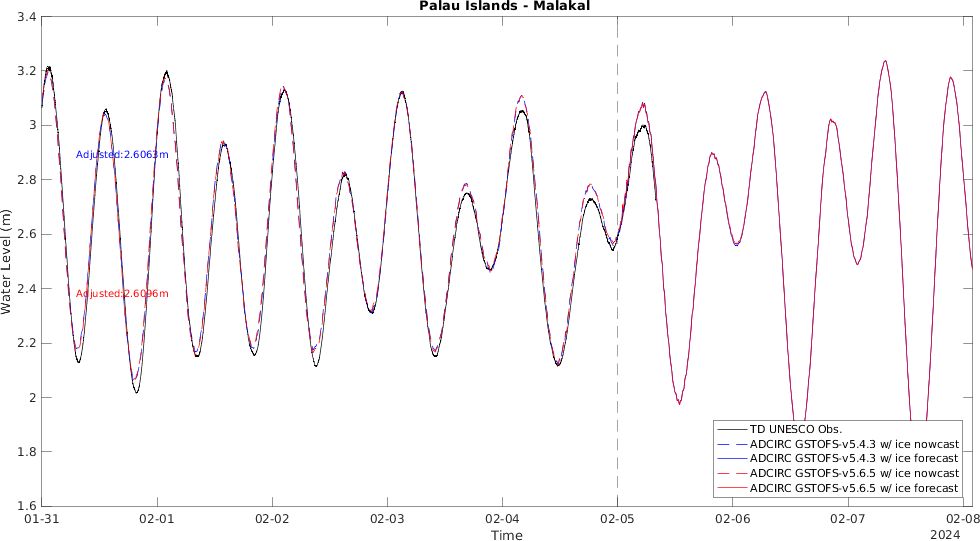 Palau Islands - Malakal
3.4
3.2
3
2.8
2.6
2.4
2.2
2
1.8
1.6
Water Level (m)
Adjusted:2.6063m
Adjusted:2.6096m
TD UNESCO Obs.
ADCIRC GSTOFS-v5.4.3 w/ ice nowcast
ADCIRC GSTOFS-v5.4.3 w/ ice forecast
ADCIRC GSTOFS-v5.6.5 w/ ice nowcast
ADCIRC GSTOFS-v5.6.5 w/ ice forecast
01-31 02-01 02-02 02-03 02-04 02-05 02-06 02-07 02-08
Time
2024